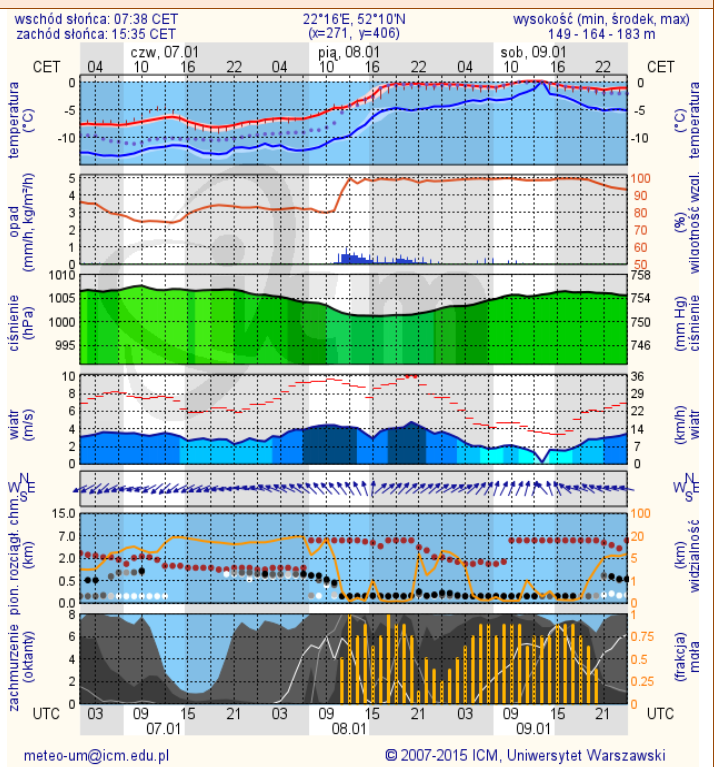 wschód słońca: 07:38 CET 22°16'E, 52°10'N wysokość (min, środek, max)
zachód słońca: 15:35 CET (x=271, y=406) 149 - 164 - 183 m
czw, 07.01 pią, 08.01 sob, 09.01
CET 04 10 16 22 04 10 16 22 04 10 16 22 CET
temperatura (°C) 0 -5 -10 0 -5 -10 (°C) temperatura
opad (mm/h, kg/m²/h) 5 4 3 2 1 0 100 90 80 70 60 50 (%) wilgotność wzgl.
ciśnienie (hPa) 1010 1005 1000 995 758 754 750 746 (mm Hg) ciśnienie
icm
wiatr (m/s) 10 8 6 4 2 0 36 29 22 14 7 0 (km/h) wiatr
N W E S N W E S
pion. rozciągł. chm. (km) 15.0 7.0 2.0 0.5 0.0 100 20 5 1 0 (km) widzialność
zachmurzenie (oktanty) 8 6 4 2 0 1 0.75 0.5 0.25 0 (frakcja) mgła
UTC 03 09 15 21 03 09 15 21 03 09 15 21 UTC
07.01 08.01 09.01
meteo-um@icm.edu.pl © 2007-2015 ICM, Uniwersytet Warszawski